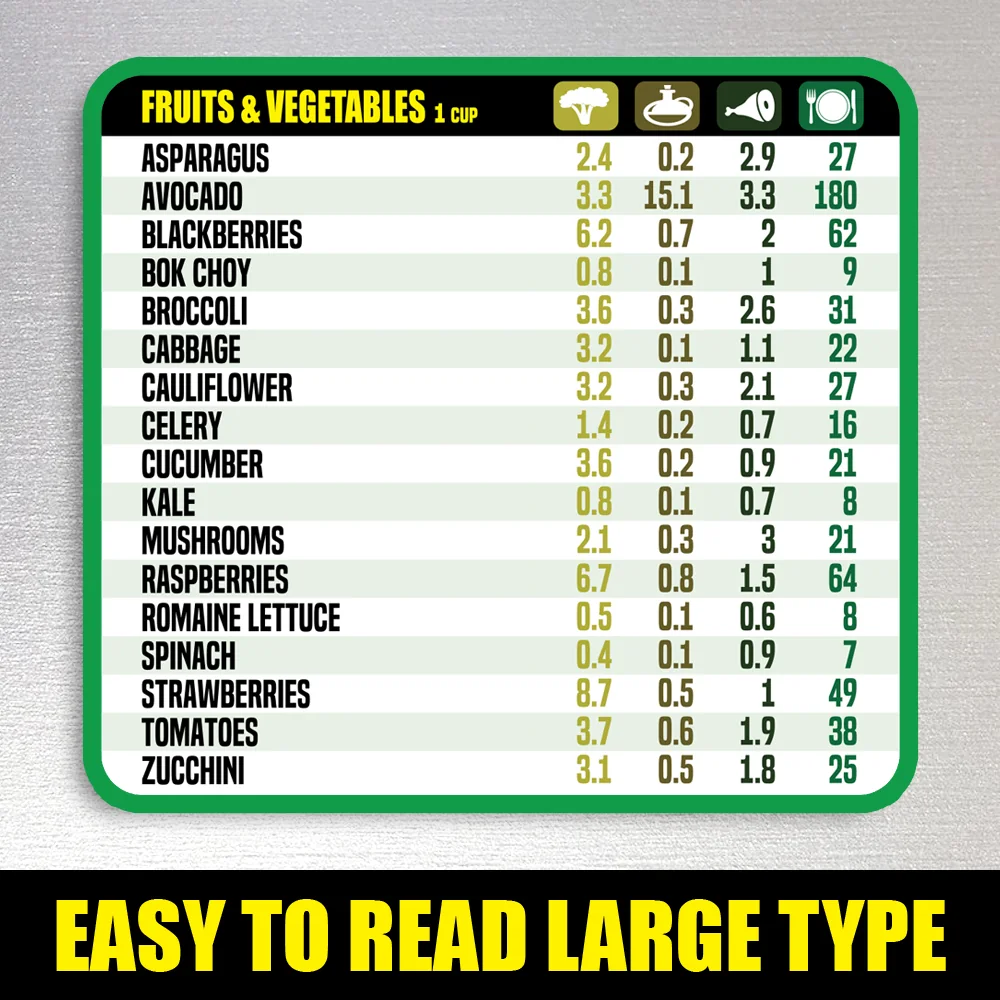 FRUITS & VEGETABLES 1 CUP
ASPARAGUS 2.4 0.2 2.9 27
AVOCADO 3.3 15.1 3.3 180
BLACKBERRIES 6.2 0.7 2 62
BOK CHOY 0.8 0.1 1 9
BROCCOLI 3.6 0.3 2.6 31
CABBAGE 3.2 0.1 1.1 22
CAULIFLOWER 3.2 0.3 2.1 27
CELERY 1.4 0.2 0.7 16
CUCUMBER 3.6 0.2 0.9 21
KALE 0.8 0.1 0.7 8
MUSHROOMS 2.1 0.3 3 21
RASPBERRIES 6.7 0.8 1.5 64
ROMAINE LETTUCE 0.5 0.1 0.6 8
SPINACH 0.4 0.1 0.9 7
STRAWBERRIES 8.7 0.5 1 49
TOMATOES 3.7 0.6 1.9 38
ZUCCHINI 3.1 0.5 1.8 25
EASY TO READ LARGE TYPE